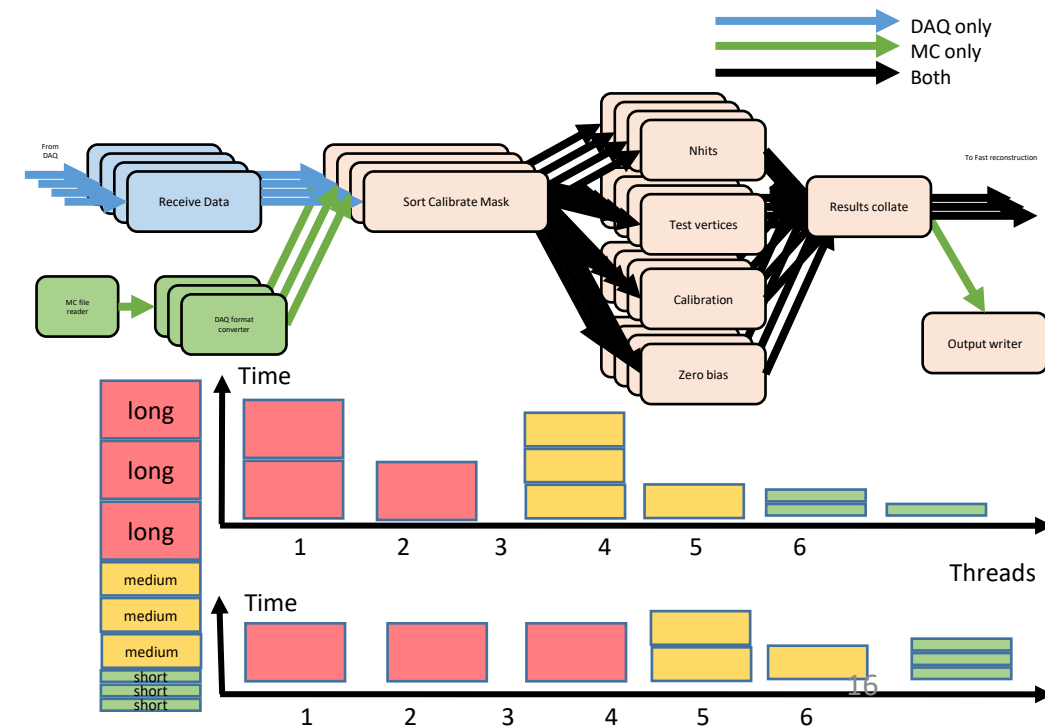 DAQ only
MC only
Both
From
DAQ
Receive Data
Sort Calibrate Mask
Nhits
Test vertices
Calibration
Zero bias
Results collate
To Fast reconstruction
MC file
reader
DAQ format
converter
Output writer
long
long
long
medium
medium
medium
short
short
short
Time
1 2 3 4 5 6
Threads
Time
16
1 2 3 4 5 6